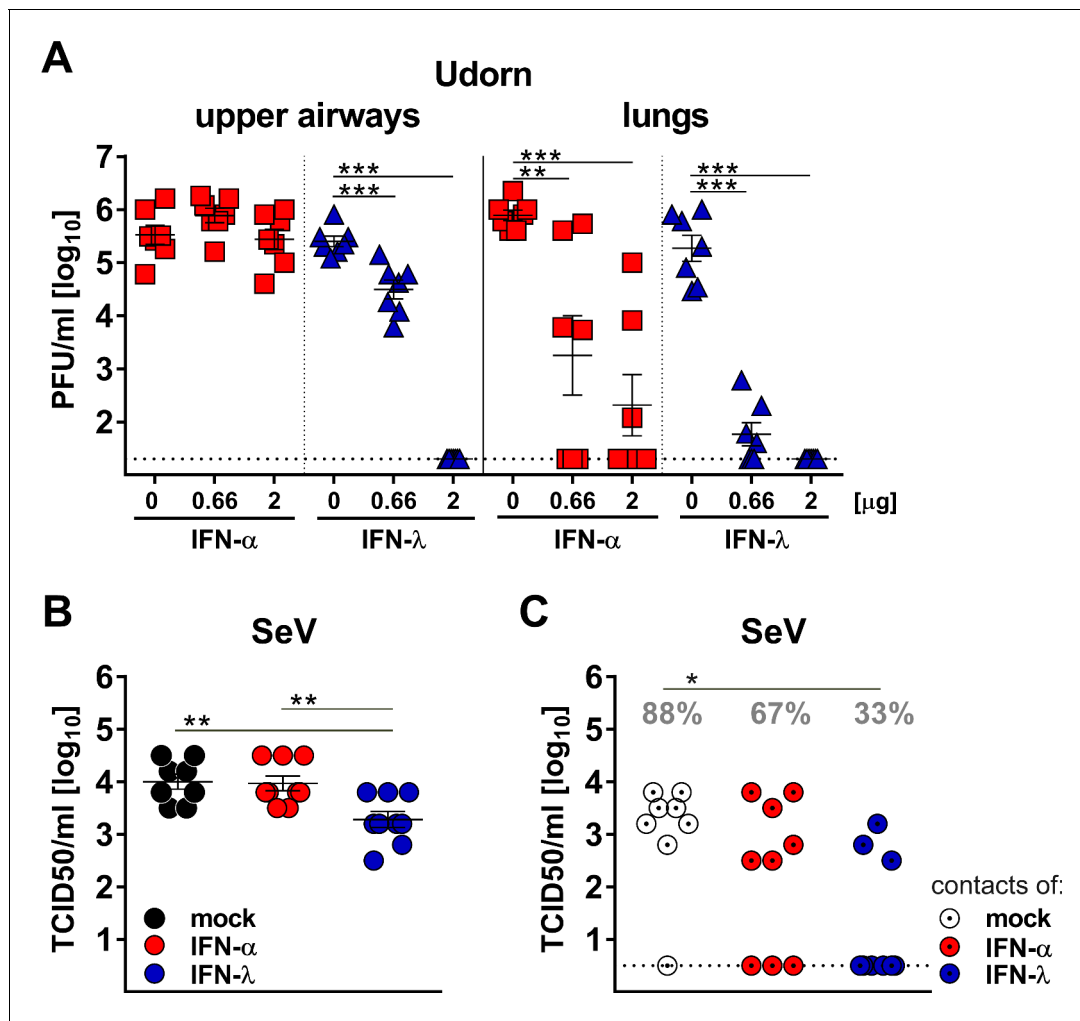 A
Udorn
upper airways lungs
PFU/ml [log10]
7
6
5
4
3
2
*** *** *** ** *** ***
0 0.66 2 0 0.66 2 0 0.66 2 0 0.66 2 [μg]
IFN-α IFN-λ IFN-α IFN-λ
B
SeV
TCID50/ml [log10]
6
5
4
3
2
1
** **
mock
IFN-α
IFN-λ
C
SeV
TCID50/ml [log10]
6
5
4
3
2
1
*
88% 67% 33%
contacts of:
mock
IFN-α
IFN-λ